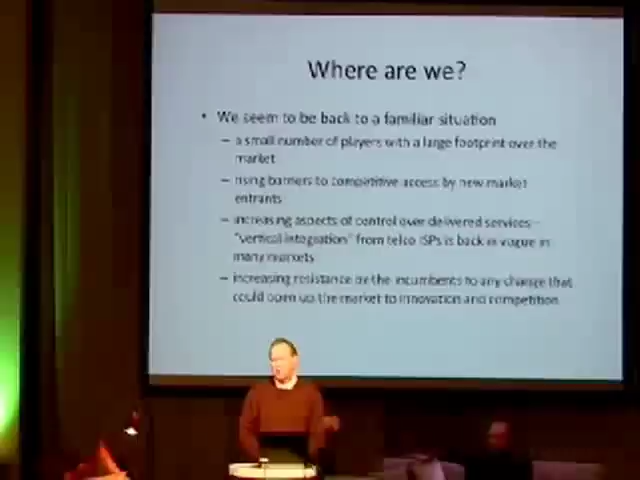 Where are we?
• We seem to be back to a familiar situation
– a small number of players with a large footprint over the
market
– rising barriers to competitive access by new market
entrants
– increasing aspects of control over delivered services -
"vertical integration" from telco ISPs is back in vogue in
many markets
– increasing resistance by the incumbents to any change that
could open up the market to innovation and competition